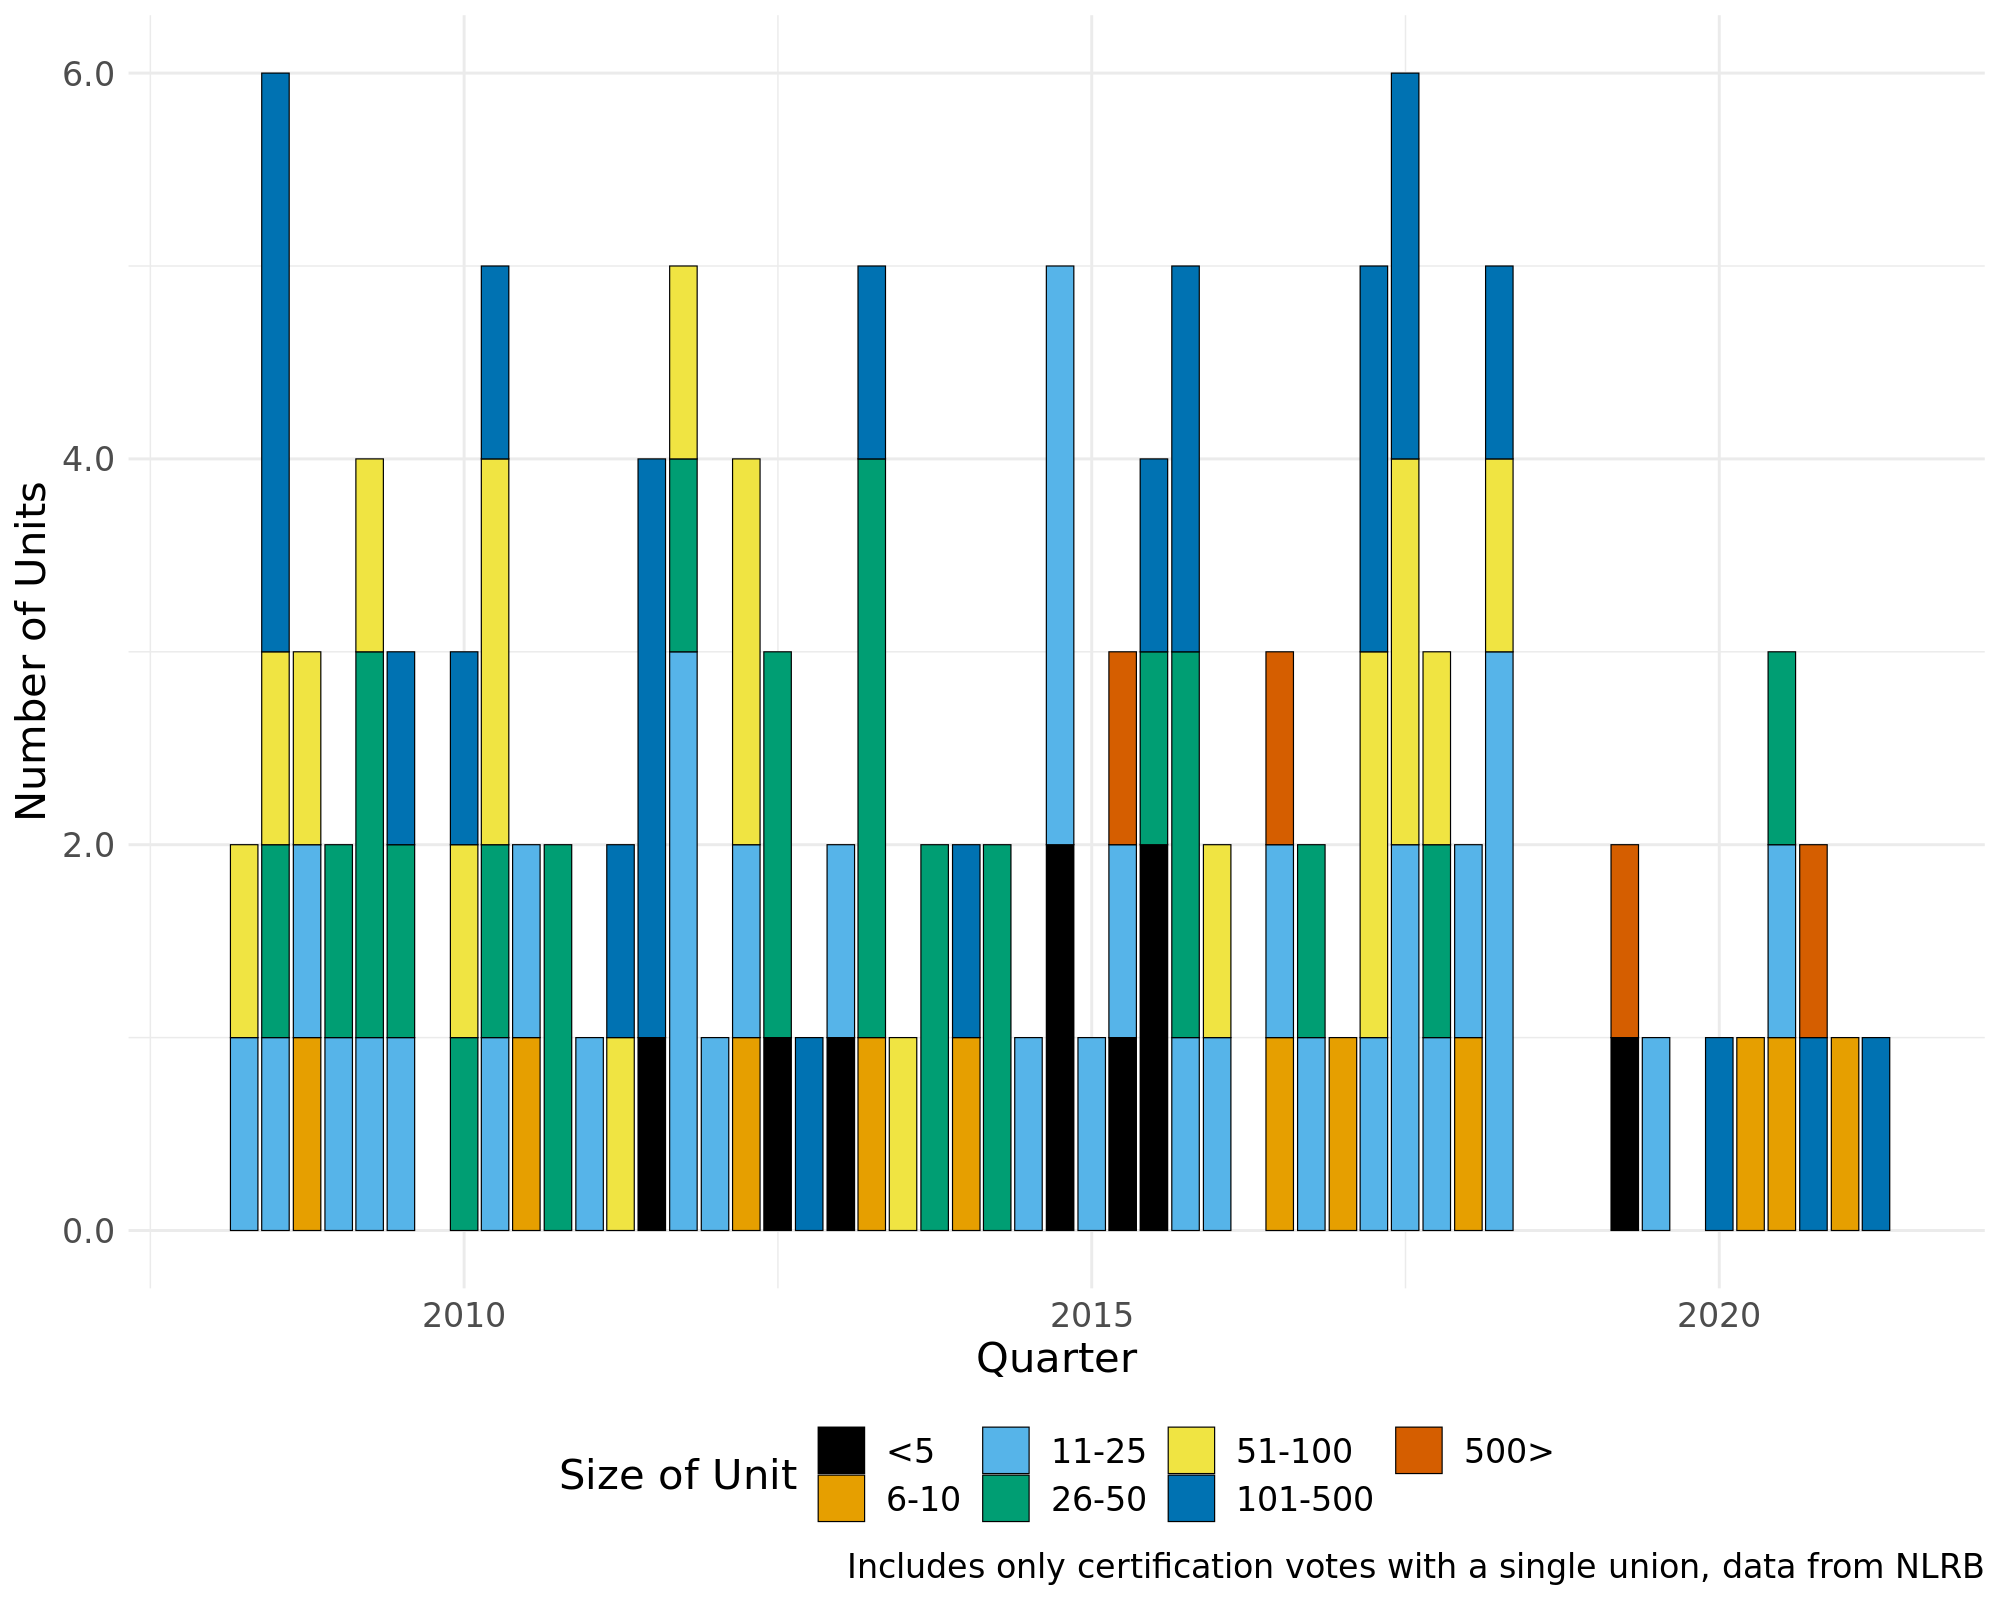 6.0
4.0
2.0
0.0
Number of Units
2010 2015 2020
Quarter
Size of Unit
<5 11-25 51-100 500>
6-10 26-50 101-500
Includes only certification votes with a single union, data from NLRB